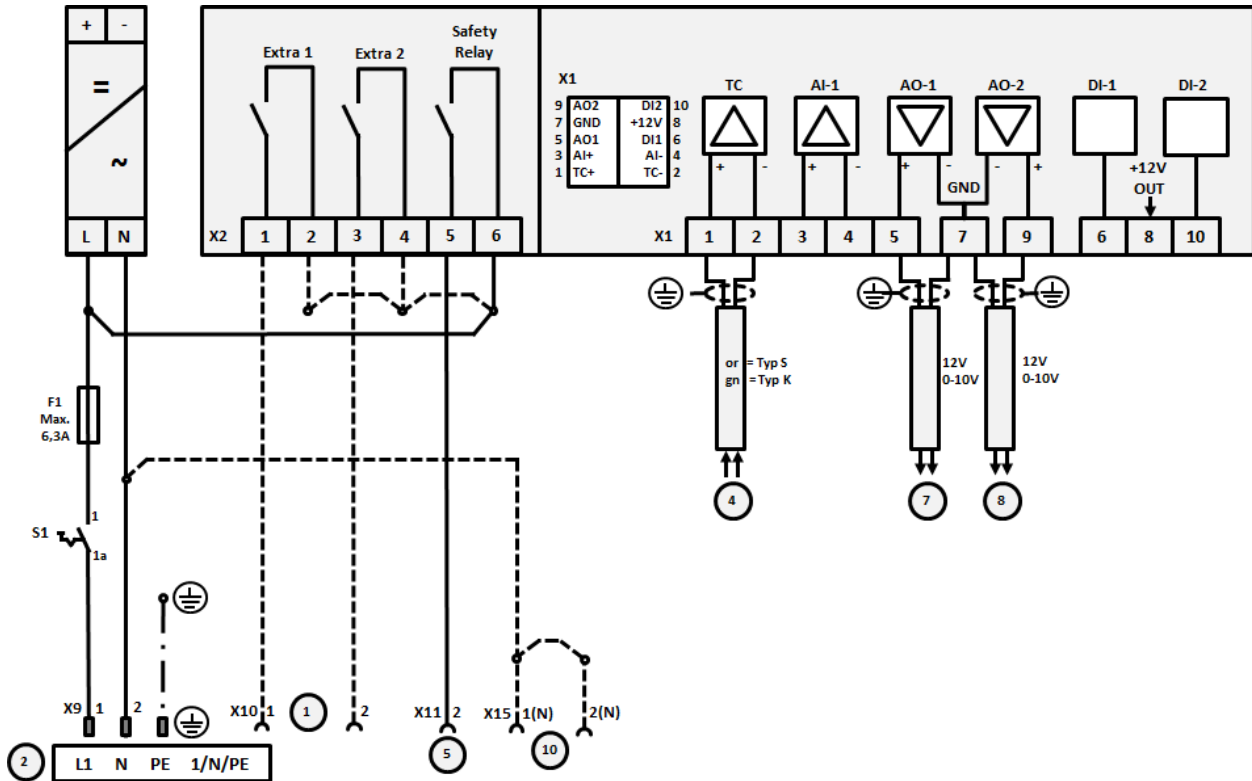 + -
= ~
L N
Extra 1
Extra 2
Safety
Relay
X2 1 2 3 4 5 6
X1
9 AO2 DI2 10
7 GND +12V 8
5 AO1 DI1 6
3 AI+ AI- 4
1 TC+ TC- 2
TC AI-1 AO-1 AO-2 DI-1 DI-2
+ - + - + - - +
GND
+12V
OUT
X1 1 2 3 4 5 7 9 6 8 10
or = Typ S
gn =Typ K
12V
0-10V
12V
0-10V
4 7 8
F1
Max.
6,3A
S1
1
1a
X9 1 2
X10 1 1 2
X11 2
X15 1(N) 2(N)
5 10
2 L1 N PE 1/N/PE